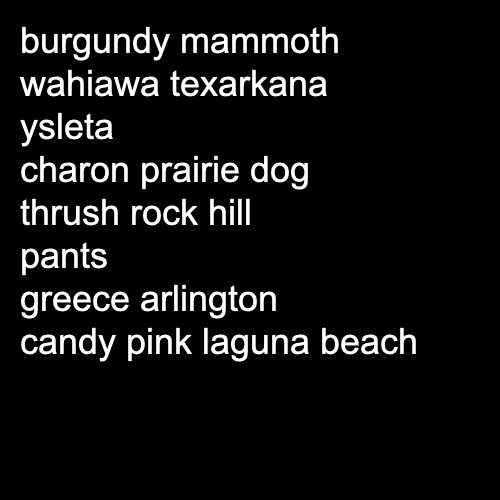 burgundy mammoth
wahiawa texarkana
ysleta
charon prairie dog
thrush rock hill
pants
greece arlington
candy pink laguna beach